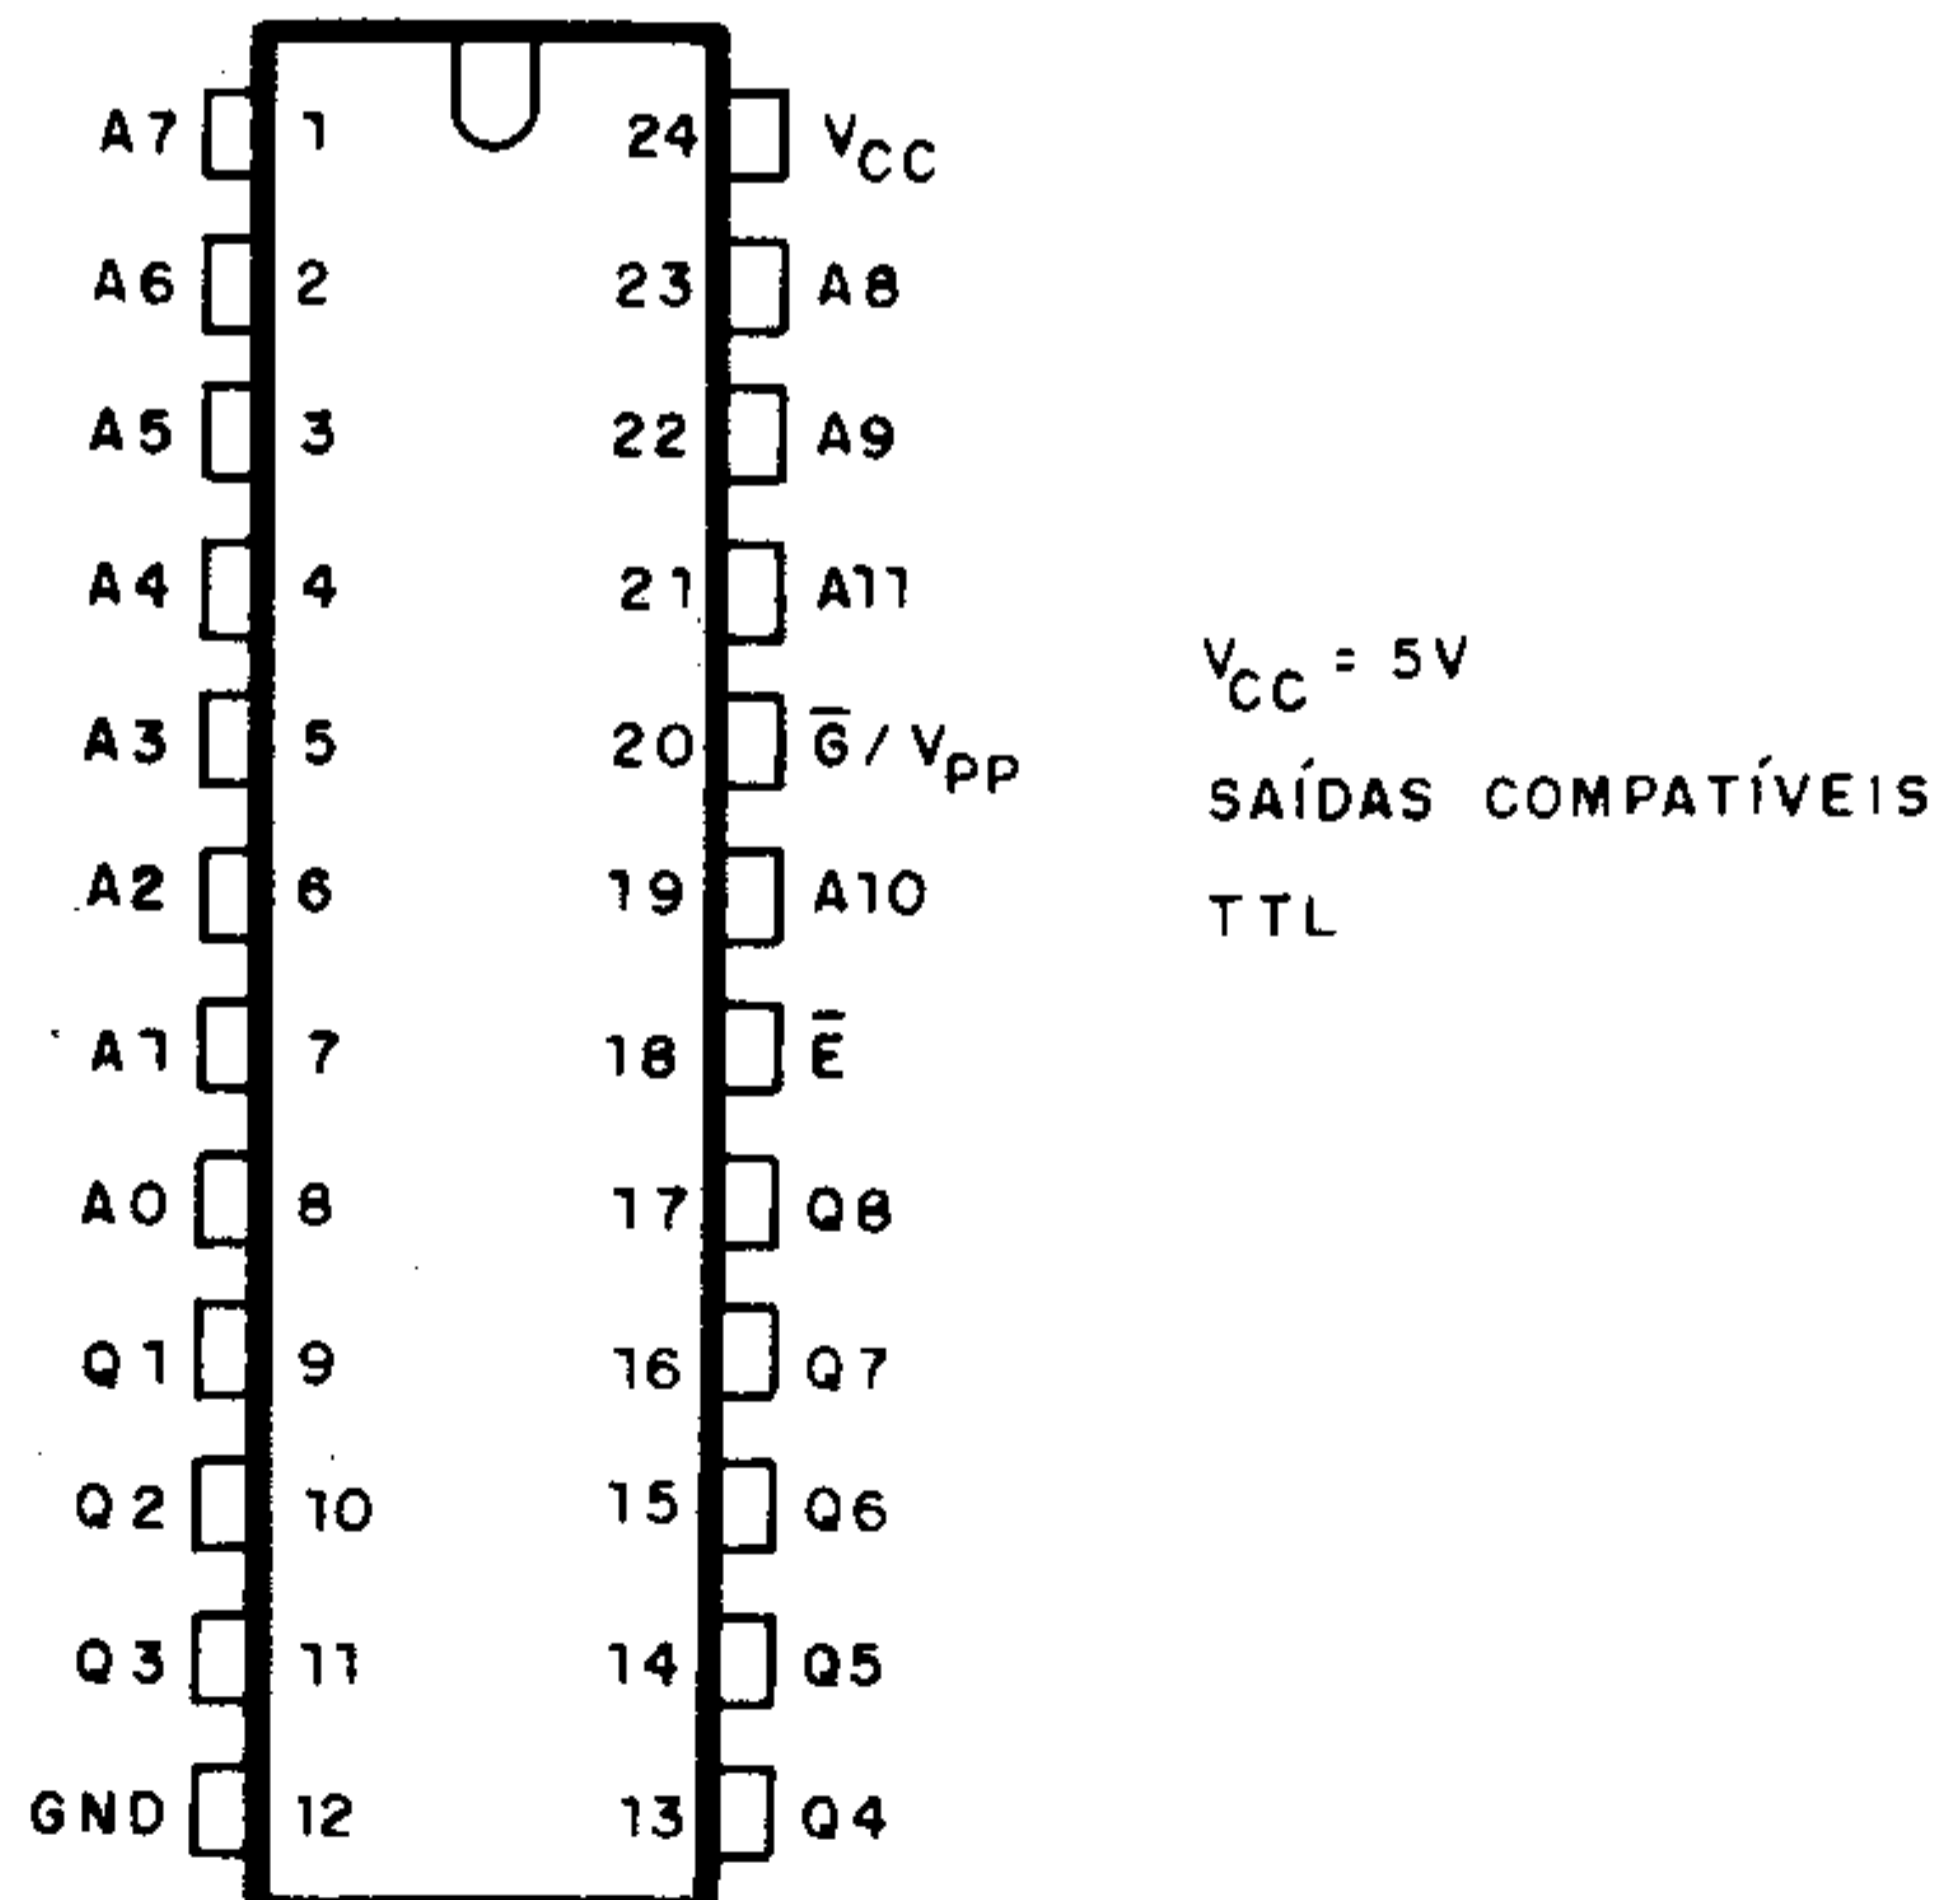 A7 1 24 VCC
A6 2 23 A8
A5 3 22 A9
A4 4 21 A11
A3 5 20 G̅/VPP
A2 6 19 A10
A1 7 18 E̅
A0 8 17 Q8
Q1 9 16 Q7
Q2 10 15 Q6
Q3 11 14 Q5
GND 12 13 Q4
VCC = 5V
SAÍDAS COMPATÍVEIS
TTL